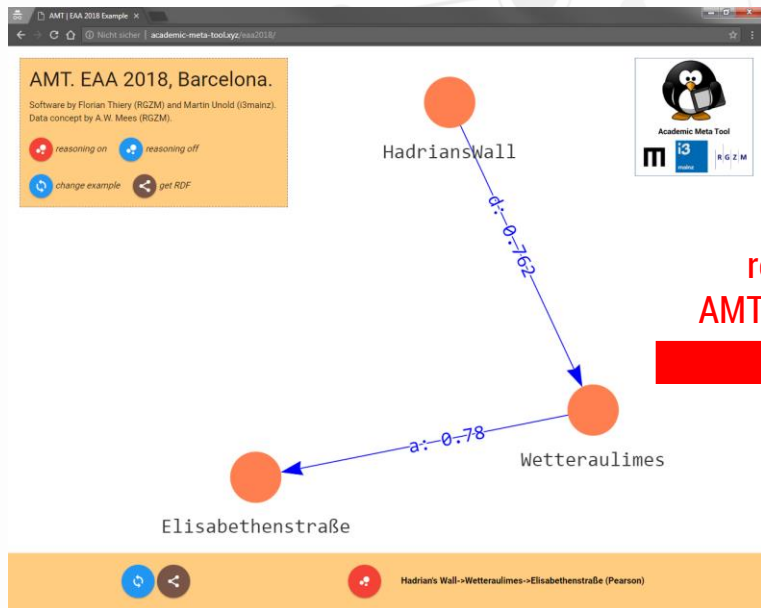 AMT | EAA 2018 Example
Nicht sicher | academic-meta-tool.xyz/eaa2018/
AMT. EAA 2018, Barcelona.
Software by Florian Thiery (RGZM) and Martin Unold (i3mainz).
Data concept by A.W. Mees (RGZM).
reasoning on
reasoning off
change example
get RDF
Academic Meta Tool
i3
mainz
R G Z M
HadriansWall
d: 0.762
AMT
a: 0.78
Wetteraulimes
Elisabethenstraße
Hadrian's Wall->Wetteraulimes->Elisabethenstraße (Pearson)